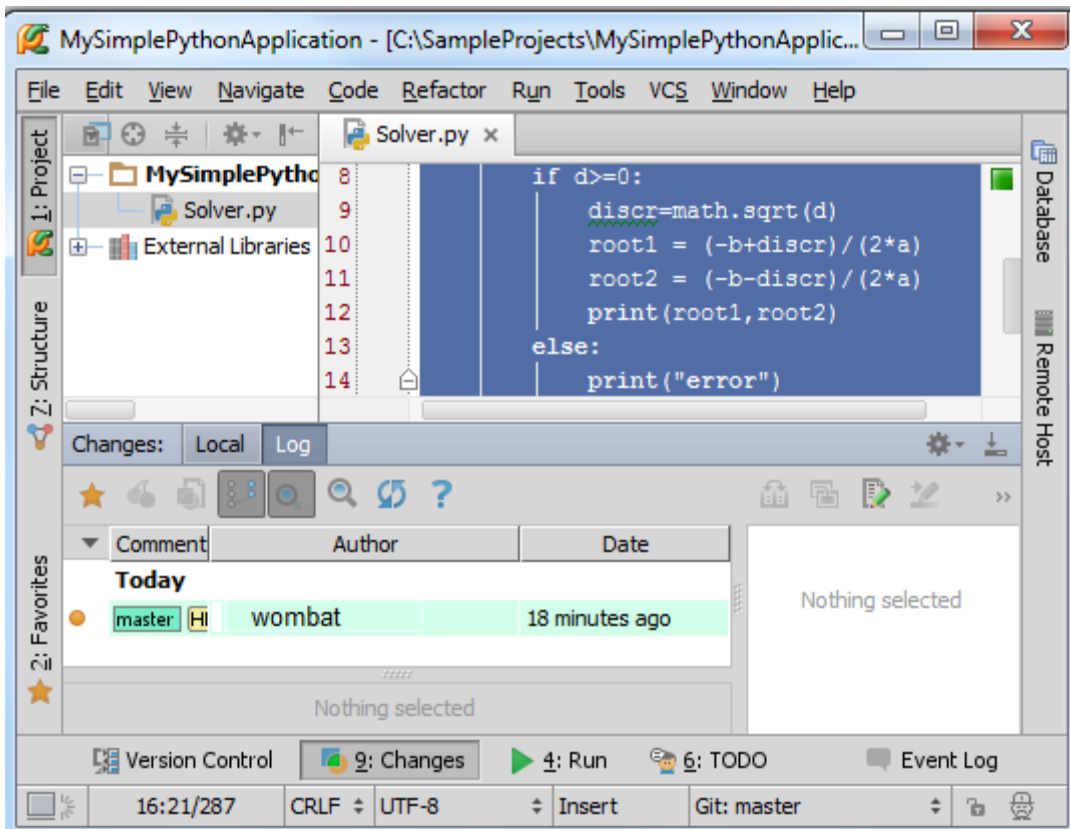 MySimplePythonApplication - [C:\SampleProjects\MySimplePythonApplic...
File Edit View Navigate Code Refactor Run Tools VCS Window Help
1: Project
Z: Structure
2: Favorites
MySimplePytho
Solver.py
External Libraries
Solver.py
8 if d>=0:
9 discr=math.sqrt(d)
10 root1 = (-b+discr)/(2*a)
11 root2 = (-b-discr)/(2*a)
12 print(root1,root2)
13 else:
14 print("error")
Database
Remote Host
Changes: Local Log
Comment Author Date
Today
master HI wombat 18 minutes ago
Nothing selected
Nothing selected
Version Control 9: Changes 4: Run 6: TODO Event Log
16:21/287 CRLF UTF-8 Insert Git: master